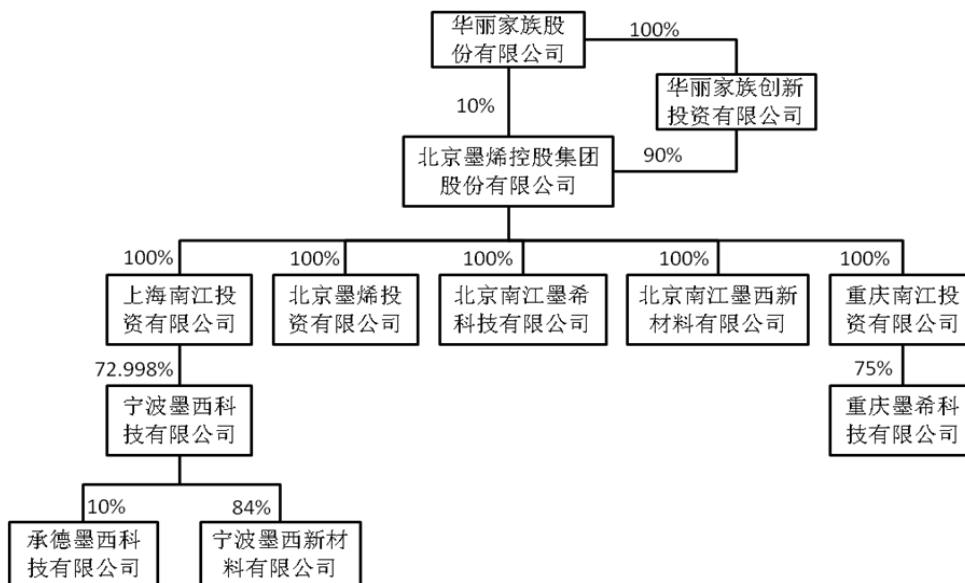 华丽家族股
份有限公司
100%
华丽家族创新
投资有限公司
10%
北京墨烯控股集团
股份有限公司
90%
100%
100%
100%
100%
100%
上海南江投
资有限公司
北京墨烯投
资有限公司
北京南江墨希
科技有限公司
北京南江墨西新
材料有限公司
重庆南江投
资有限公司
72.998%
75%
宁波墨西科
技有限公司
重庆墨希科
技有限公司
10%
84%
承德墨西科
技有限公司
宁波墨西新材
料有限公司